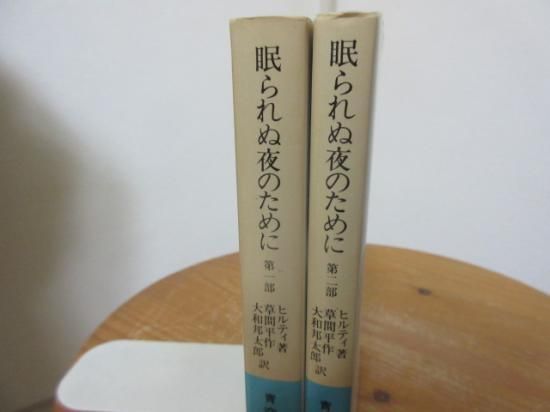 眠られぬ夜のために
第一部
ヒルティ著
草間平作
大和邦太郎 訳
青
眠られぬ夜のために
第二部
ヒルティ著
草間平作
大和邦太郎 訳
青